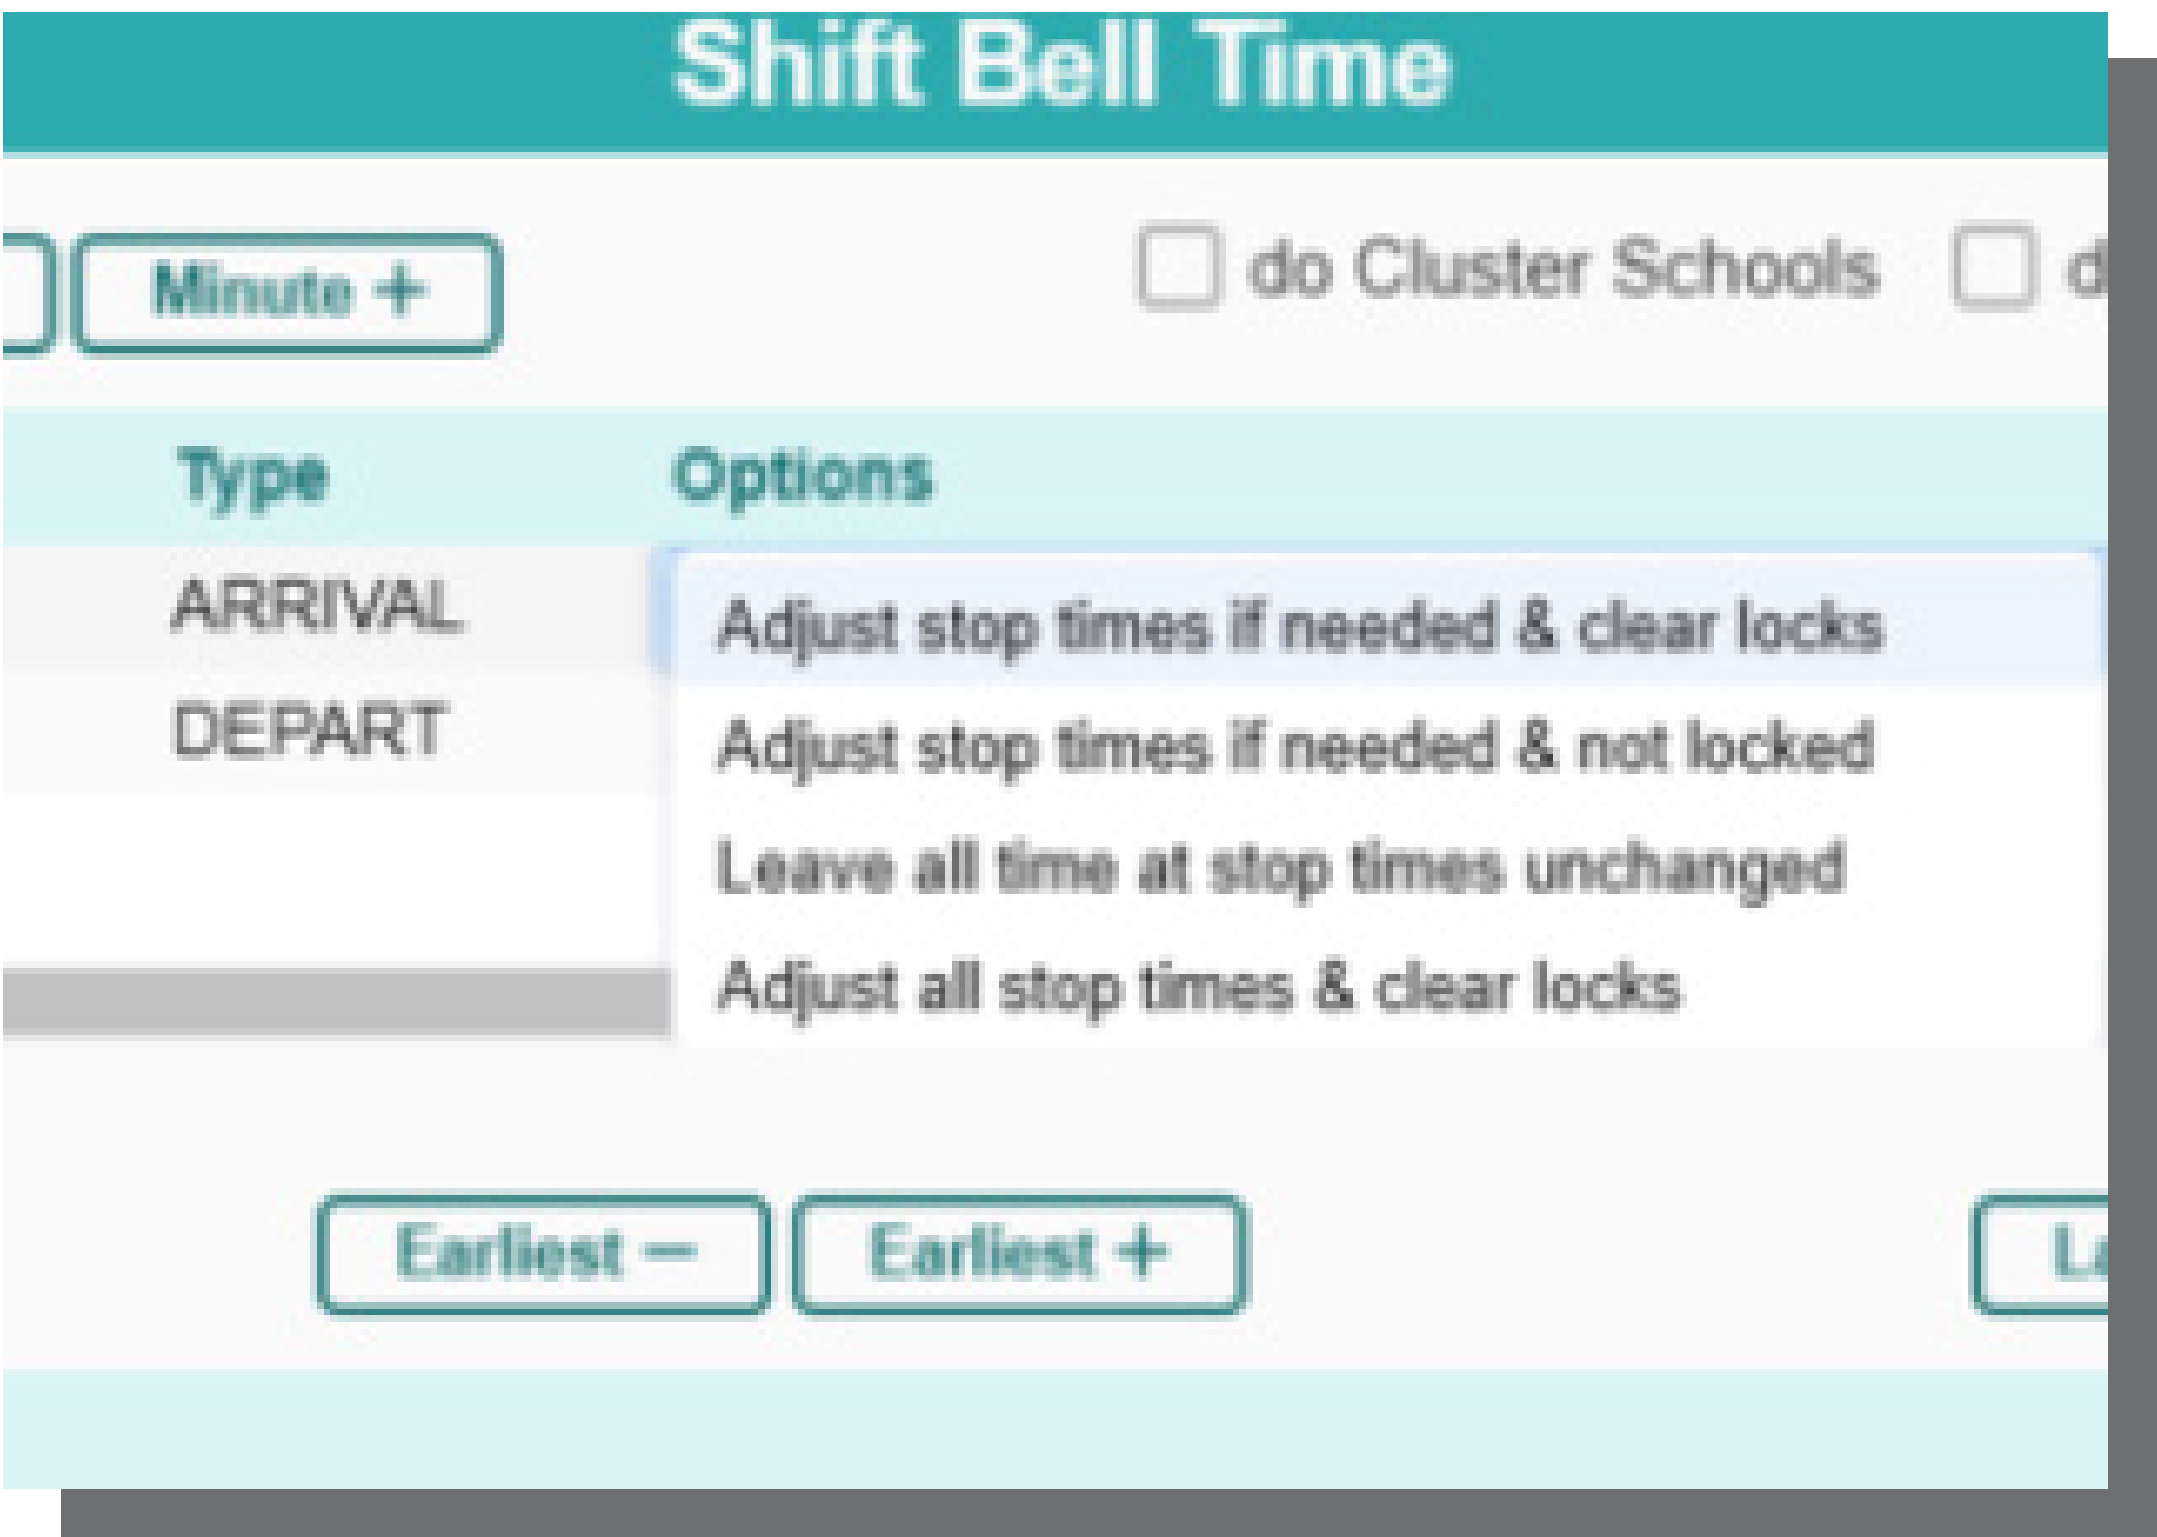 Shift Bell Time
Minute + do Cluster Schools
Type Options
ARRIVAL Adjust stop times if needed & clear locks
DEPART Adjust stop times if needed & not locked
Leave all time at stop times unchanged
Adjust all stop times & clear locks
Earliest − Earliest +